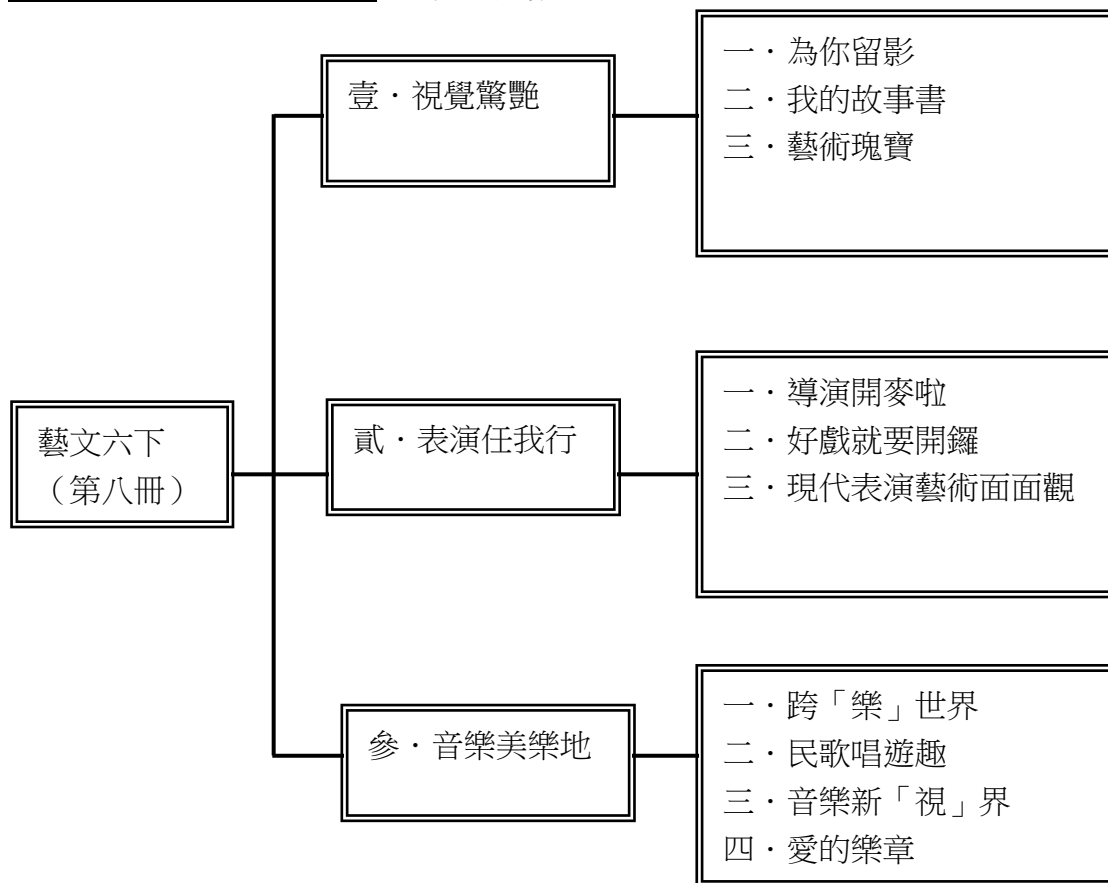 藝文六下
（第八冊）
壹．視覺驚艷
一．為你留影
二．我的故事書
三．藝術瑰寶
貳．表演任我行
一．導演開麥啦
二．好戲就要開鑼
三．現代表演藝術面面觀
參．音樂美樂地
一．跨「樂」世界
二．民歌唱遊趣
三．音樂新「視」界
四．愛的樂章